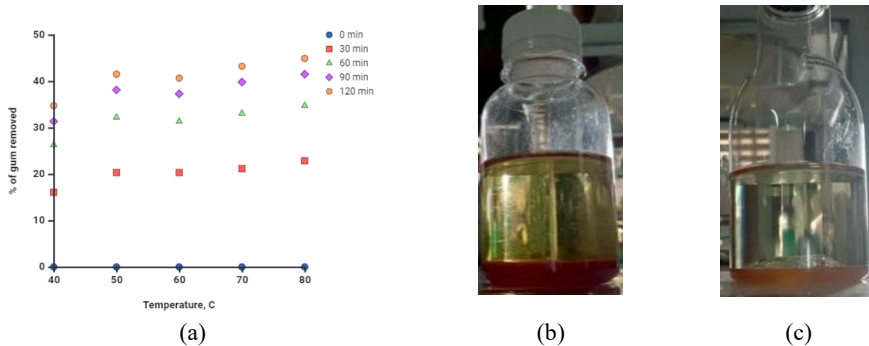 50
40
30
20
10
0
% of gum removed
40 50 60 70 80
Temperature, C
0 min
30 min
60 min
90 min
120 min
(a)
(b)
(c)